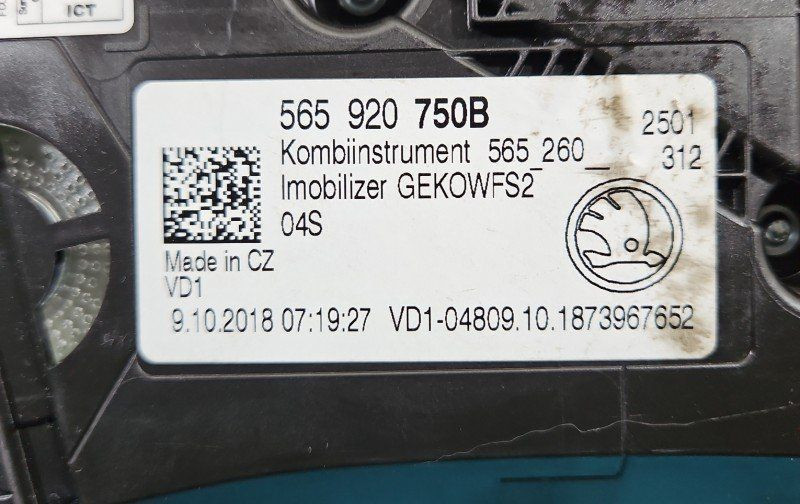 ICT
565 920 750B
2501
Kombiinstrument 565_260__
312
Imobilizer GEKOWFS2
04S
Made in CZ
VD1
9.10.2018 07:19:27 VD1-04809.10.1873967652